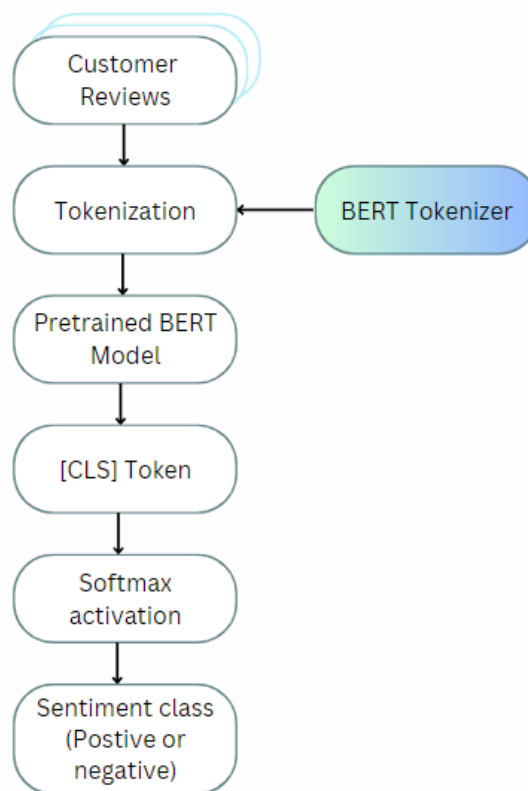 Customer
Reviews
Tokenization
BERT Tokenizer
Pretrained BERT
Model
[CLS] Token
Softmax
activation
Sentiment class
(Postive or
negative)